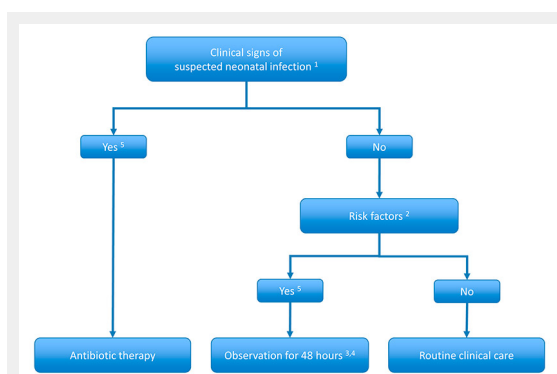 Clinical signs of
suspected neonatal infection 1
Yes 5
No
Risk factors 2
Yes 5
No
Antibiotic therapy
Observation for 48 hours 3,4
Routine clinical care